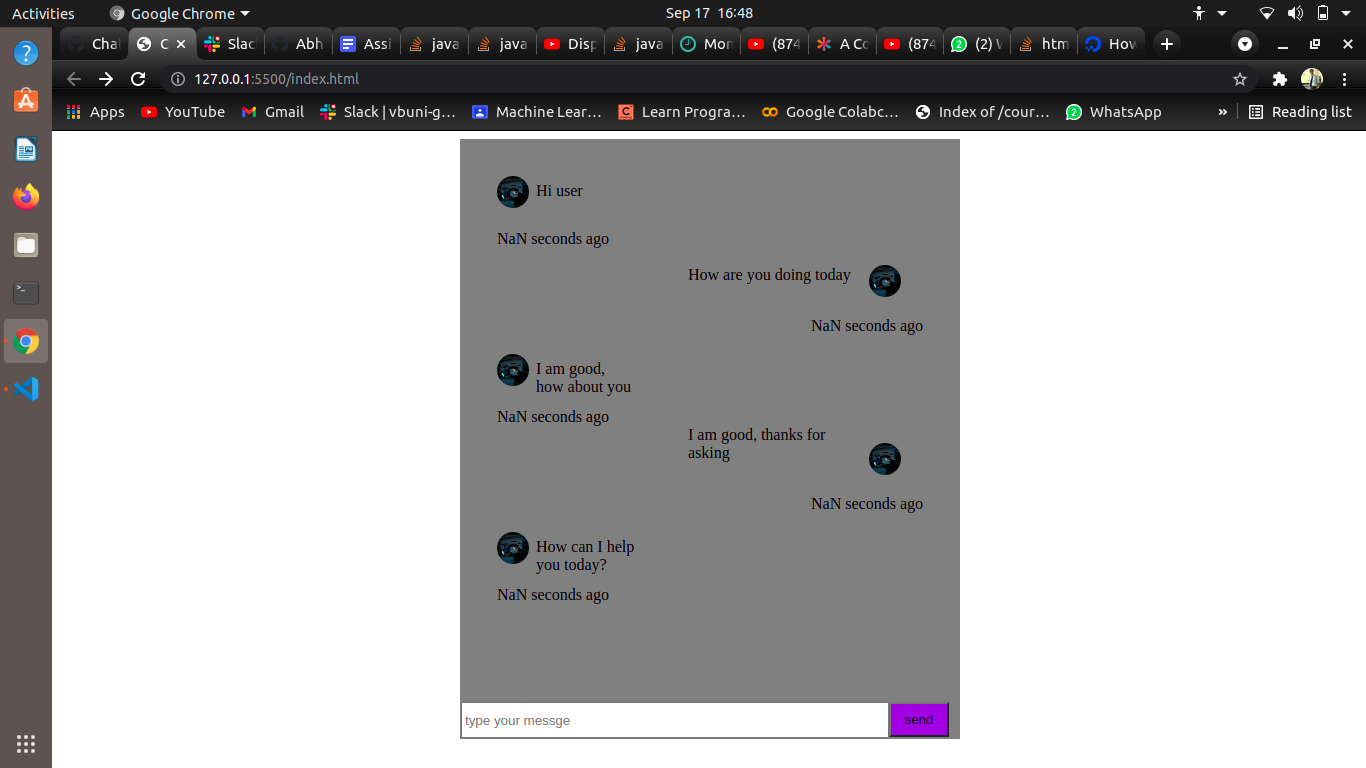 Activities
Google Chrome
Sep 17 16:48
Chat
C
Slac
Abh
Assi
java
java
Disp
java
Mor
(874
A Co
(874
(2) W
htm
How
127.0.0.1:5500/index.html
Apps
YouTube
Gmail
Slack | vbuni-g...
Machine Lear...
Learn Progra...
Google Colabc...
Index of /cour...
WhatsApp
»
Reading list
Hi user
NaN seconds ago
How are you doing today
NaN seconds ago
I am good,
how about you
NaN seconds ago
I am good, thanks for
asking
NaN seconds ago
How can I help
you today?
NaN seconds ago
type your messge
send